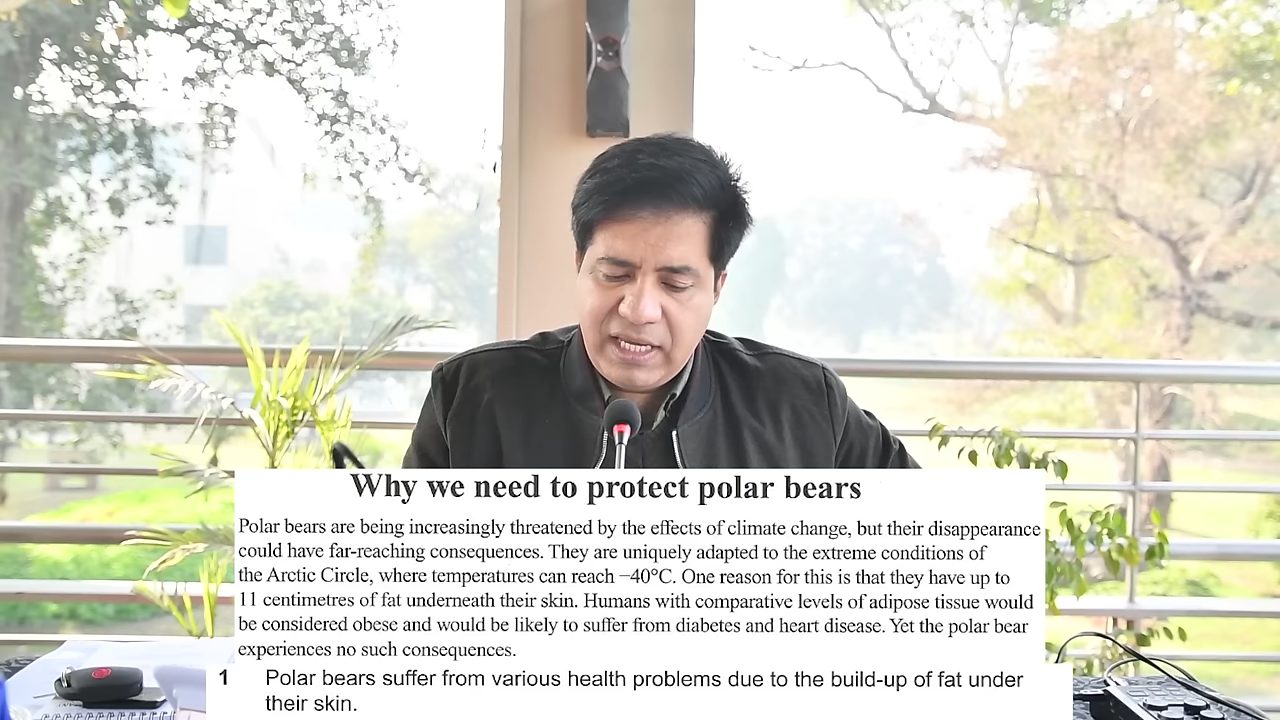 Why we need to protect polar bears
Polar bears are being increasingly threatened by the effects of climate change, but their disappearance
could have far-reaching consequences. They are uniquely adapted to the extreme conditions of
the Arctic Circle, where temperatures can reach −40°C. One reason for this is that they have up to
11 centimetres of fat underneath their skin. Humans with comparative levels of adipose tissue would
be considered obese and would be likely to suffer from diabetes and heart disease. Yet the polar bear
experiences no such consequences.
1 Polar bears suffer from various health problems due to the build-up of fat under
their skin.